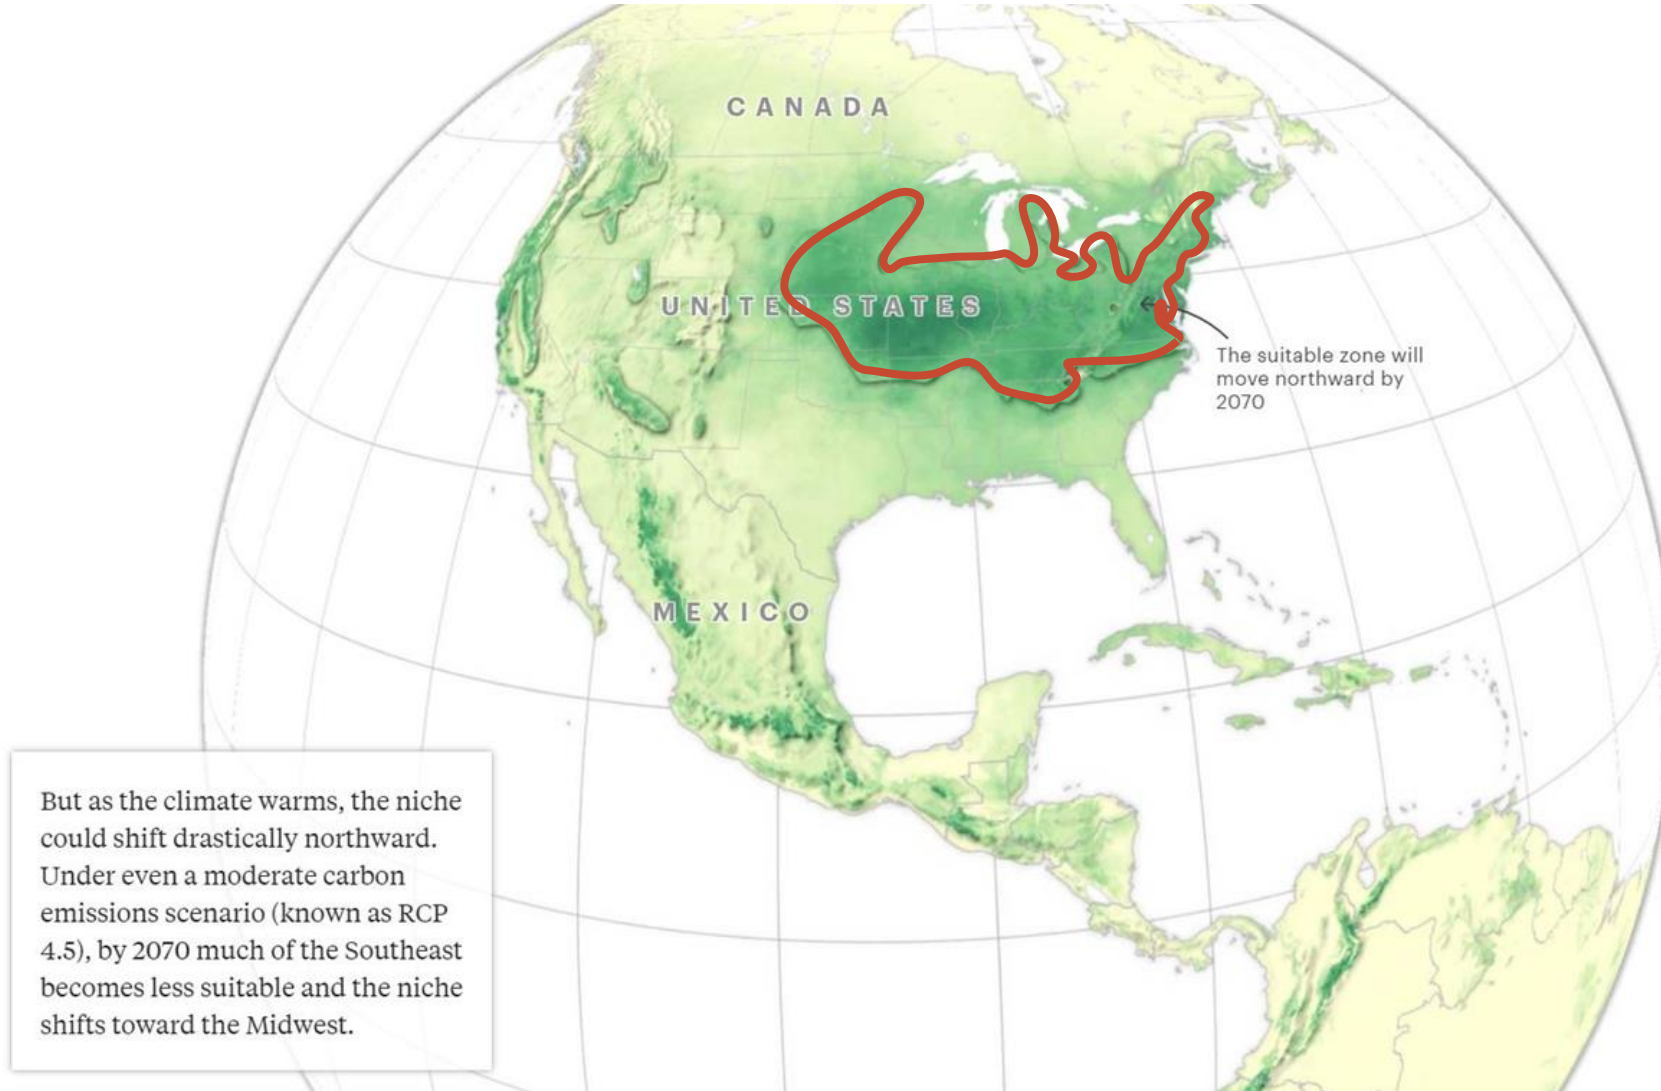 CANADA
UNITED STATES
The suitable zone will
move northward by
2070
MEXICO
But as the climate warms, the niche
could shift drastically northward.
Under even a moderate carbon
emissions scenario (known as RCP
4.5), by 2070 much of the Southeast
becomes less suitable and the niche
shifts toward the Midwest.